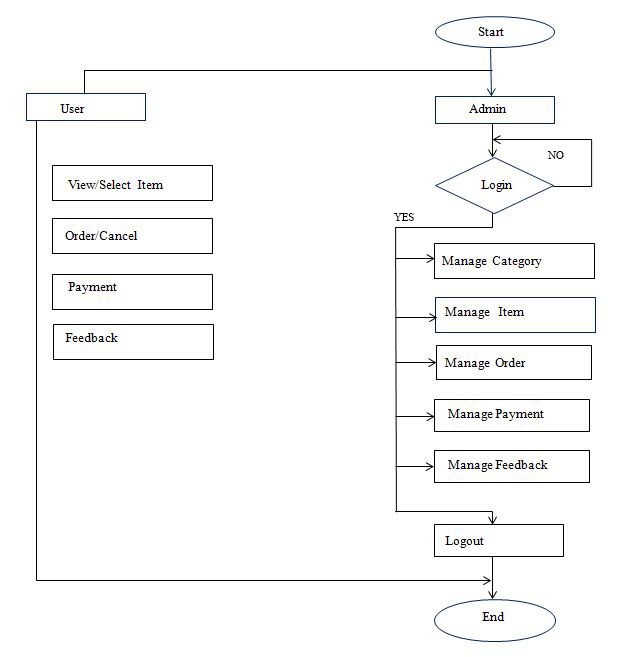 Start
User
Admin
NO
Login
View/Select Item
YES
Order/Cancel
Manage Category
Payment
Manage Item
Feedback
Manage Order
Manage Payment
Manage Feedback
Logout
End